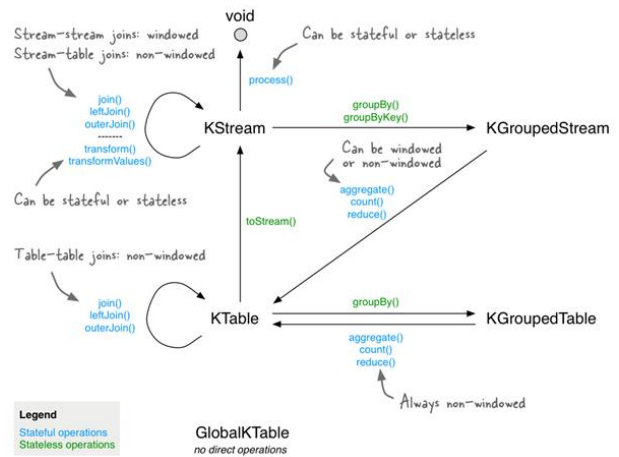 void
Stream-stream joins: windowed
Stream-table joins: non-windowed
Can be stateful or stateless
process()
join()
leftJoin()
outerJoin()
-------
transform()
transformValues()
KStream
groupBy()
groupByKey()
KGroupedStream
Can be windowed
or non-windowed
aggregate()
count()
reduce()
Can be stateful or stateless
toStream()
Table-table joins: non-windowed
join()
leftJoin()
outerJoin()
KTable
groupBy()
KGroupedTable
aggregate()
count()
reduce()
Always non-windowed
Legend
Stateful operations
Stateless operations
GlobalKTable
no direct operations